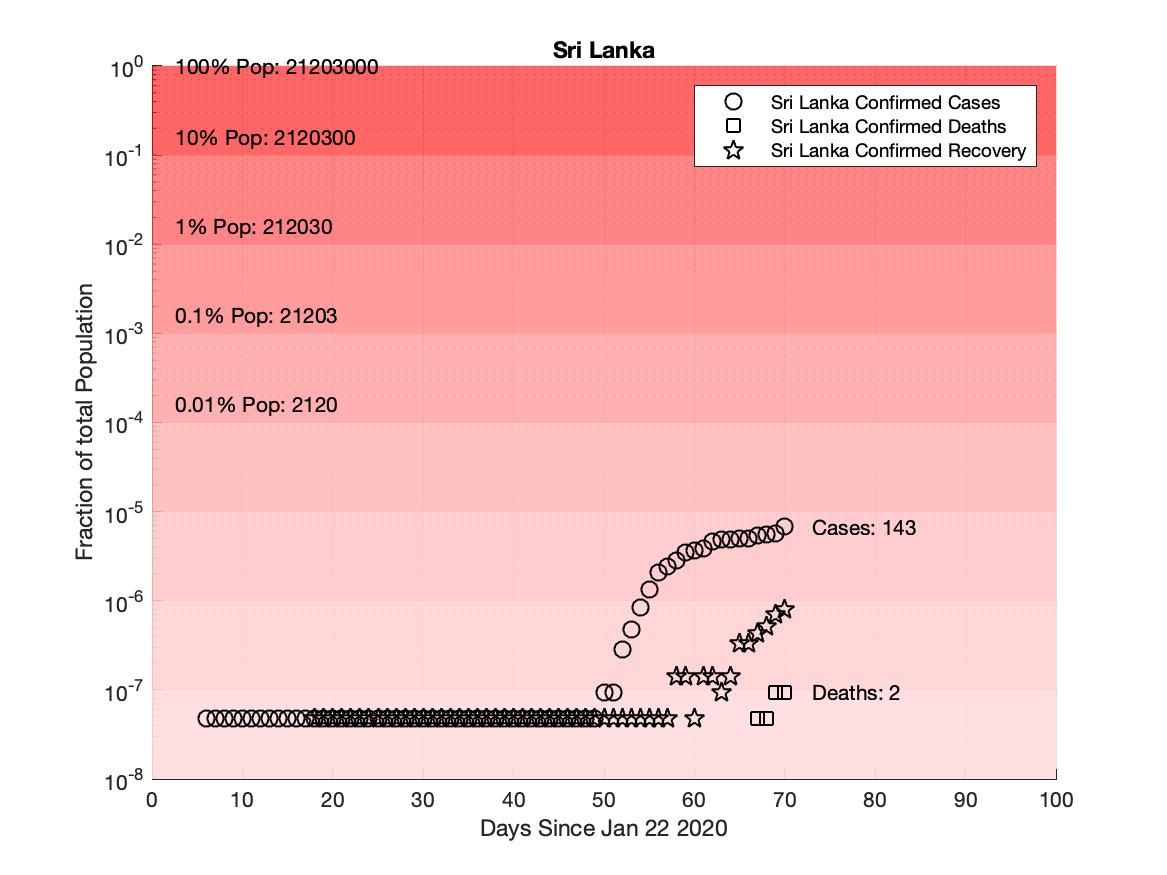 Sri Lanka
10^0
100% Pop: 21203000
Sri Lanka Confirmed Cases
Sri Lanka Confirmed Deaths
Sri Lanka Confirmed Recovery
10% Pop: 2120300
10^-1
1% Pop: 212030
10^-2
0.1% Pop: 21203
10^-3
0.01% Pop: 2120
10^-4
10^-5
Cases: 143
10^-6
10^-7
Deaths: 2
10^-8
Fraction of total Population
0 10 20 30 40 50 60 70 80 90 100
Days Since Jan 22 2020